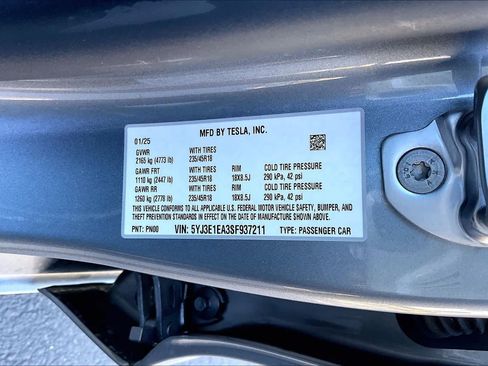 MFD BY TESLA, INC.
01/25
GVWR WITH TIRES
2165 kg (4773 lb) 235/45R18
GAWR FRT WITH TIRES RIM COLD TIRE PRESSURE
1110 kg (2447 lb) 235/45R18 18X8.5J 290 kPa, 42 psi
GAWR RR WITH TIRES RIM COLD TIRE PRESSURE
1260 kg (2778 lb) 235/45R18 18X8.5J 290 kPa, 42 psi
THIS VEHICLE CONFORMS TO ALL APPLICABLE U.S. FEDERAL MOTOR VEHICLE SAFETY, BUMPER, AND
THEFT PREVENTION STANDARDS IN EFFECT ON THE DATE OF MANUFACTURE SHOWN ABOVE.
PNT: PN00 VIN: 5YJ3E1EA3SF937211 TYPE: PASSENGER CAR